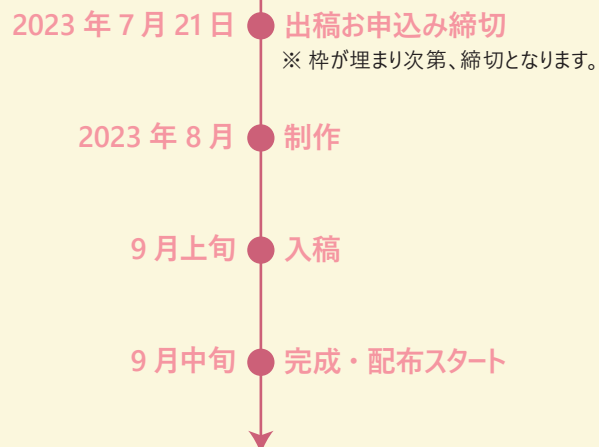 2023 年 7 月 21 日 出稿お申込み締切
※ 枠が埋まり次第、締切となります。
2023 年 8 月 制作
9 月上旬 入稿
9 月中旬 完成・配布スタート